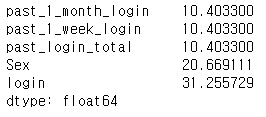 past_1_month_login 10.403300
past_1_week_login 10.403300
past_login_total 10.403300
Sex 20.669111
login 31.255729
dtype: float64